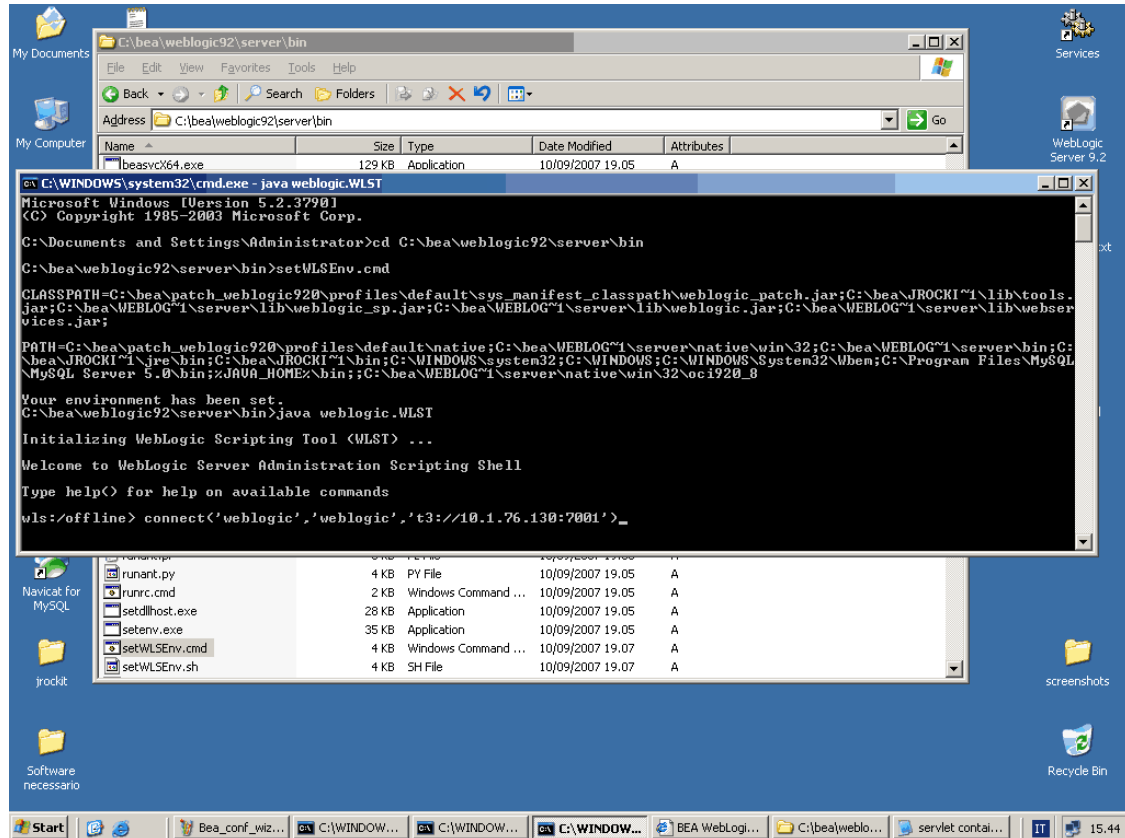 My Documents
Services
C:\bea\weblogic92\server\bin
File Edit View Favorites Tools Help
Back Search Folders
Address C:\bea\weblogic92\server\bin Go
My Computer
WebLogic
Server 9.2
Name Size Type Date Modified Attributes
beasvcX64.exe 129 KB Application 10/09/2007 19.05 A
C:\WINDOWS\system32\cmd.exe - java weblogic.WLST
Microsoft Windows [Version 5.2.3790]
(C) Copyright 1985-2003 Microsoft Corp.
C:\Documents and Settings\Administrator>cd C:\bea\weblogic92\server\bin
C:\bea\weblogic92\server\bin>setWLSEnv.cmd
CLASSPATH=C:\bea\patch_weblogic920\profiles\default\sys_manifest_classpath\weblogic_patch.jar;C:\bea\JROCKI~1\lib\tools.
jar;C:\bea\WEBLOG~1\server\lib\weblogic_sp.jar;C:\bea\WEBLOG~1\server\lib\weblogic.jar;C:\bea\WEBLOG~1\server\lib\webser
vices.jar;
PATH=C:\bea\patch_weblogic920\profiles\default\native;C:\bea\WEBLOG~1\server\native\win\32;C:\bea\WEBLOG~1\server\bin;C:
\bea\JROCKI~1\jre\bin;C:\bea\JROCKI~1\bin;C:\WINDOWS\system32;C:\WINDOWS;C:\WINDOWS\System32\Wbem;C:\Program Files\MySQL
\MySQL Server 5.0\bin;%JAVA_HOME%\bin;;C:\bea\WEBLOG~1\server\native\win\32\oci920_8
Your environment has been set.
C:\bea\weblogic92\server\bin>java weblogic.WLST
Initializing WebLogic Scripting Tool (WLST) ...
Welcome to WebLogic Server Administration Scripting Shell
Type help() for help on available commands
wls:/offline> connect('weblogic','weblogic','t3://10.1.76.130:7001')_
runant.py 4 KB PY File 10/09/2007 19.05 A
runrc.cmd 2 KB Windows Command ... 10/09/2007 19.05 A
setdllhost.exe 28 KB Application 10/09/2007 19.05 A
setenv.exe 35 KB Application 10/09/2007 19.05 A
setWLSEnv.cmd 4 KB Windows Command ... 10/09/2007 19.07 A
setWLSEnv.sh 4 KB SH File 10/09/2007 19.07 A
Navicat for
MySQL
jrockit
screenshots
Software
necessario
Recycle Bin
Start Bea_conf_wiz... C:\WINDOW... C:\WINDOW... C:\WINDOW... BEA WebLogi... C:\bea\weblo... servlet contai... IT 15.44